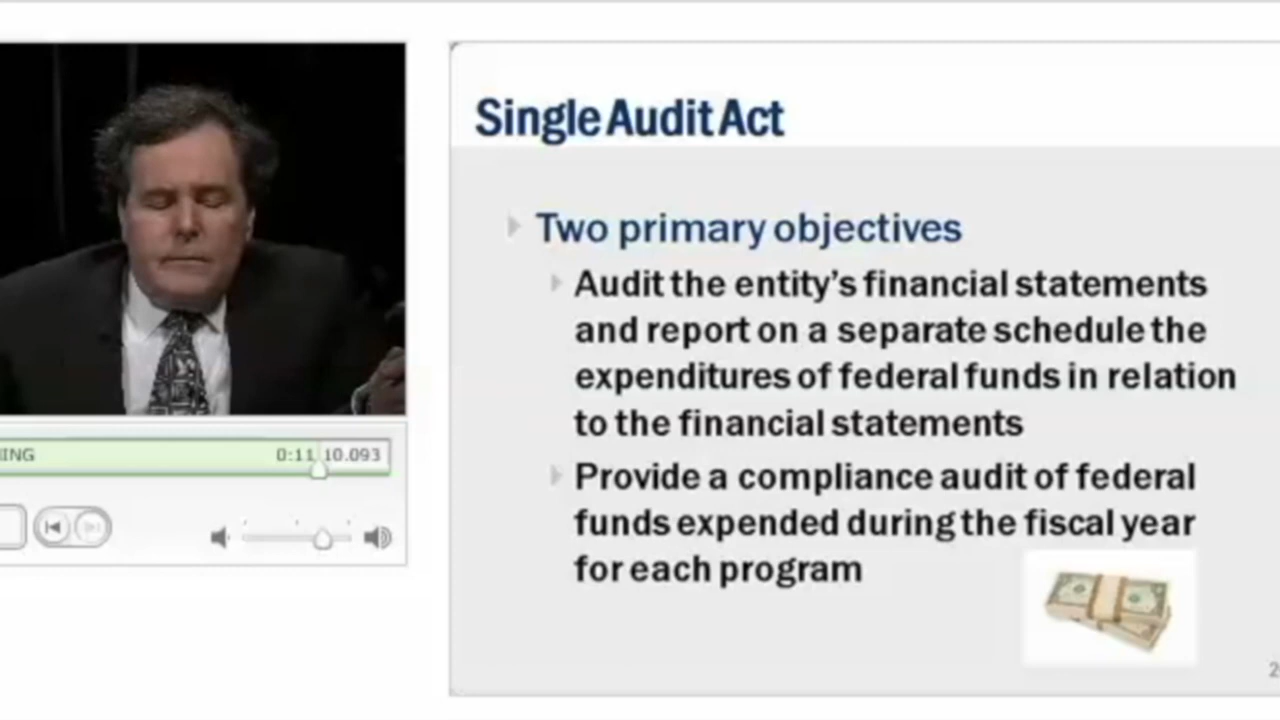 Single Audit Act
Two primary objectives
Audit the entity's financial statements
and report on a separate schedule the
expenditures of federal funds in relation
to the financial statements
Provide a compliance audit of federal
funds expended during the fiscal year
for each program
ING 0:11 10.093
2